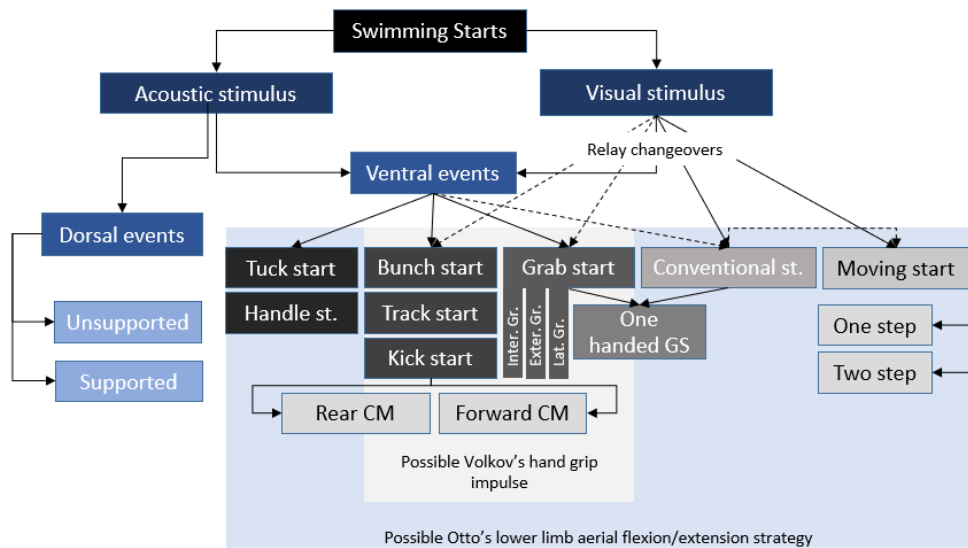 Swimming Starts
Acoustic stimulus
Visual stimulus
Relay changeovers
Ventral events
Dorsal events
Tuck start
Bunch start
Grab start
Conventional st.
Moving start
Handle st.
Track start
Inter. Gr.
Exter. Gr.
Lat. Gr.
One
handed GS
One step
Unsupported
Kick start
Two step
Supported
Rear CM
Forward CM
Possible Volkov's hand grip
impulse
Possible Otto's lower limb aerial flexion/extension strategy